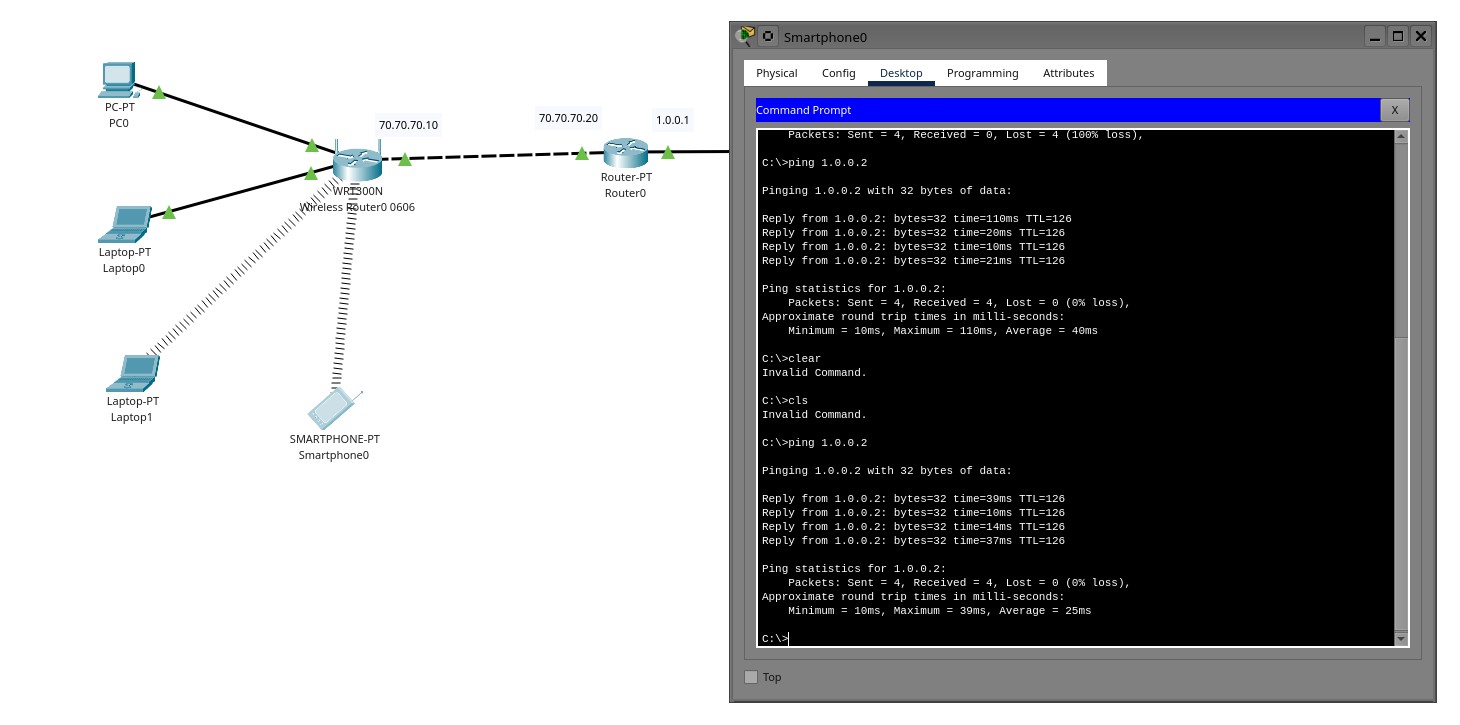 PC-PT
PC0
70.70.70.10
70.70.70.20
1.0.0.1
WRT300N
Wireless Router0 0606
Router-PT
Router0
Laptop-PT
Laptop0
Laptop-PT
Laptop1
SMARTPHONE-PT
Smartphone0
Smartphone0
Physical Config Desktop Programming Attributes
Command Prompt X
Packets: Sent = 4, Received = 0, Lost = 4 (100% loss),
C:\>ping 1.0.0.2
Pinging 1.0.0.2 with 32 bytes of data:
Reply from 1.0.0.2: bytes=32 time=110ms TTL=126
Reply from 1.0.0.2: bytes=32 time=20ms TTL=126
Reply from 1.0.0.2: bytes=32 time=10ms TTL=126
Reply from 1.0.0.2: bytes=32 time=21ms TTL=126
Ping statistics for 1.0.0.2:
Packets: Sent = 4, Received = 4, Lost = 0 (0% loss),
Approximate round trip times in milli-seconds:
Minimum = 10ms, Maximum = 110ms, Average = 40ms
C:\>clear
Invalid Command.
C:\>cls
Invalid Command.
C:\>ping 1.0.0.2
Pinging 1.0.0.2 with 32 bytes of data:
Reply from 1.0.0.2: bytes=32 time=39ms TTL=126
Reply from 1.0.0.2: bytes=32 time=10ms TTL=126
Reply from 1.0.0.2: bytes=32 time=14ms TTL=126
Reply from 1.0.0.2: bytes=32 time=37ms TTL=126
Ping statistics for 1.0.0.2:
Packets: Sent = 4, Received = 4, Lost = 0 (0% loss),
Approximate round trip times in milli-seconds:
Minimum = 10ms, Maximum = 39ms, Average = 25ms
C:\>
Top